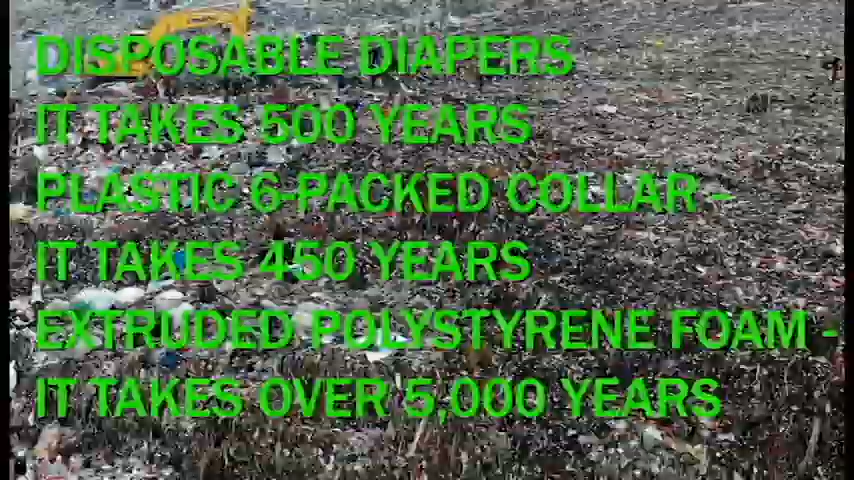 DISPOSABLE DIAPERS
IT TAKES 500 YEARS
PLASTIC 6-PACKED COLLAR –
IT TAKES 450 YEARS
EXTRUDED POLYSTYRENE FOAM -
IT TAKES OVER 5,000 YEARS